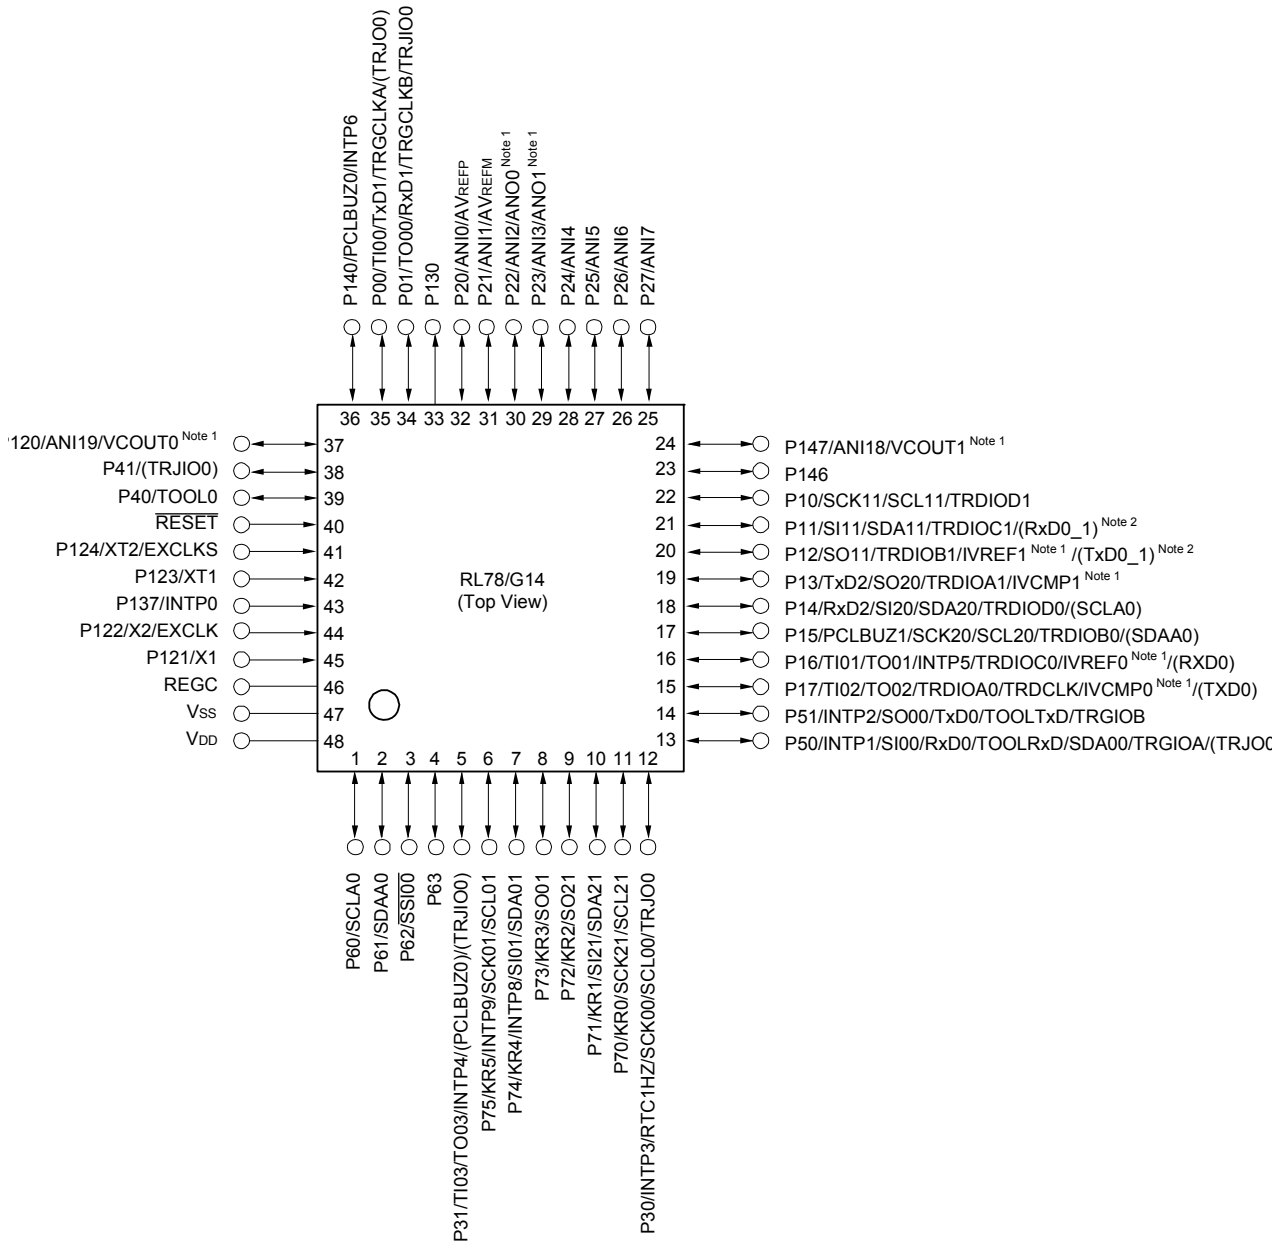 P140/PCLBUZ0/INTP6
P00/TI00/TxD1/TRGCLKA/(TRJO0)
P01/TO00/RxD1/TRGCLKB/TRJIO0
P130
P20/ANI0/AVREFP
P21/ANI1/AVREFM
P22/ANI2/ANO0 Note 1
P23/ANI3/ANO1 Note 1
P24/ANI4
P25/ANI5
P26/ANI6
P27/ANI7
36 35 34 33 32 31 30 29 28 27 26 25
120/ANI19/VCOUT0 Note 1 37
P41/(TRJIO0) 38
P40/TOOL0 39
RESET 40
P124/XT2/EXCLKS 41
P123/XT1 42
P137/INTP0 43
P122/X2/EXCLK 44
P121/X1 45
REGC 46
VSS 47
VDD 48
RL78/G14
(Top View)
24 P147/ANI18/VCOUT1 Note 1
23 P146
22 P10/SCK11/SCL11/TRDIOD1
21 P11/SI11/SDA11/TRDIOC1/(RxD0_1) Note 2
20 P12/SO11/TRDIOB1/IVREF1 Note 1 /(TxD0_1) Note 2
19 P13/TxD2/SO20/TRDIOA1/IVCMP1 Note 1
18 P14/RxD2/SI20/SDA20/TRDIOD0/(SCLA0)
17 P15/PCLBUZ1/SCK20/SCL20/TRDIOB0/(SDAA0)
16 P16/TI01/TO01/INTP5/TRDIOC0/IVREF0 Note 1/(RXD0)
15 P17/TI02/TO02/TRDIOA0/TRDCLK/IVCMP0 Note 1/(TXD0)
14 P51/INTP2/SO00/TxD0/TOOLTxD/TRGIOB
13 P50/INTP1/SI00/RxD0/TOOLRxD/SDA00/TRGIOA/(TRJO0
1 2 3 4 5 6 7 8 9 10 11 12
P60/SCLA0
P61/SDAA0
P62/SSI00
P63
P31/TI03/TO03/INTP4/(PCLBUZ0)/(TRJIO0)
P75/KR5/INTP9/SCK01/SCL01
P74/KR4/INTP8/SI01/SDA01
P73/KR3/SO01
P72/KR2/SO21
P71/KR1/SI21/SDA21
P70/KR0/SCK21/SCL21
P30/INTP3/RTC1HZ/SCK00/SCL00/TRJO0